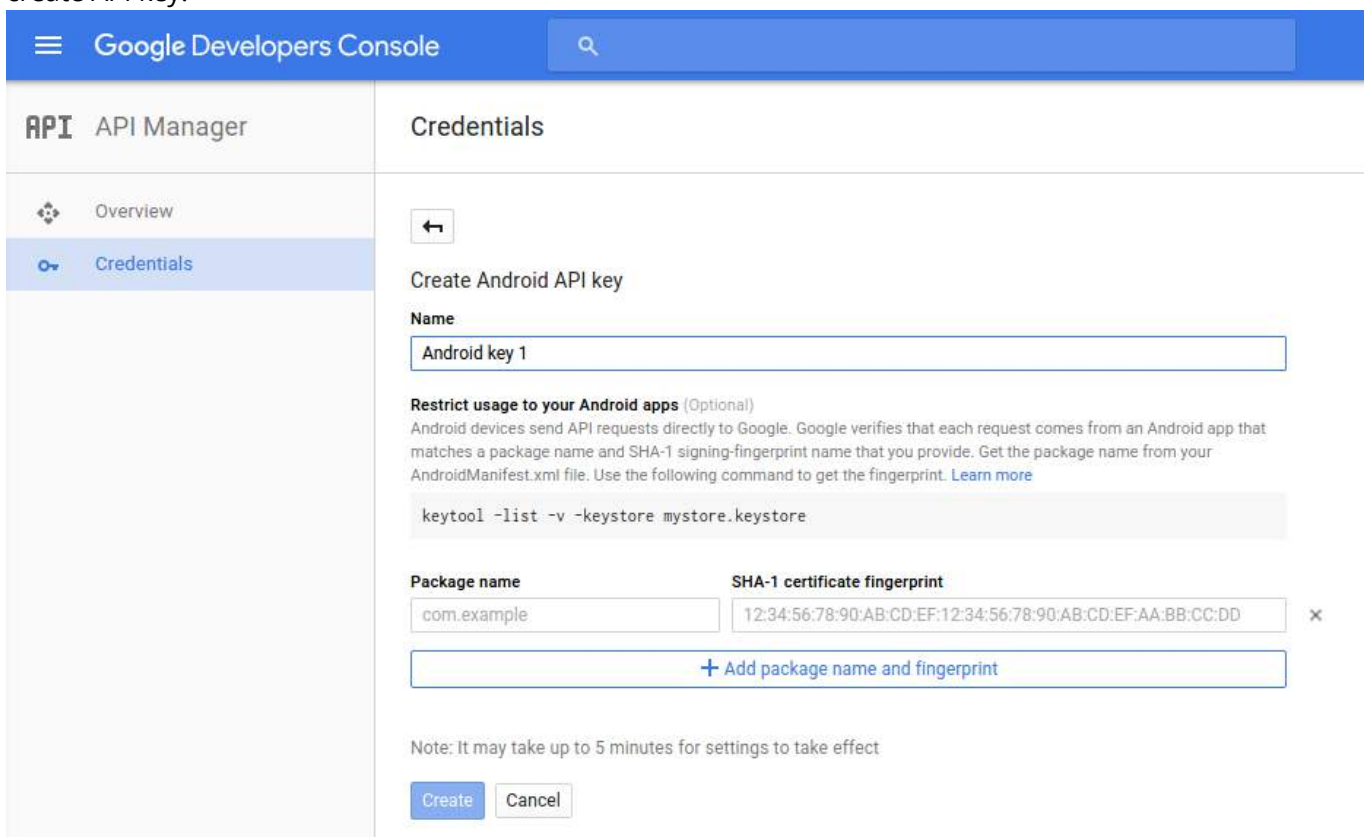 create API key.
Google Developers Console
API API Manager
Credentials
Overview
Credentials
Create Android API key
Name
Android key 1
Restrict usage to your Android apps (Optional)
Android devices send API requests directly to Google. Google verifies that each request comes from an Android app that
matches a package name and SHA-1 signing-fingerprint name that you provide. Get the package name from your
AndroidManifest.xml file. Use the following command to get the fingerprint. Learn more
keytool -list -v -keystore mystore.keystore
Package name
SHA-1 certificate fingerprint
com.example
12:34:56:78:90:AB:CD:EF:12:34:56:78:90:AB:CD:EF:AA:BB:CC:DD
+ Add package name and fingerprint
Note: It may take up to 5 minutes for settings to take effect
Create
Cancel